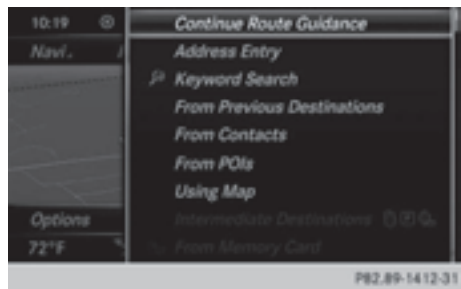 10:19
Continue Route Guidance
Navi.
Address Entry
Keyword Search
From Previous Destinations
From Contacts
From POIs
Using Map
Options
Intermediate Destinations
72°F
From Memory Card
P82.89-1412-31